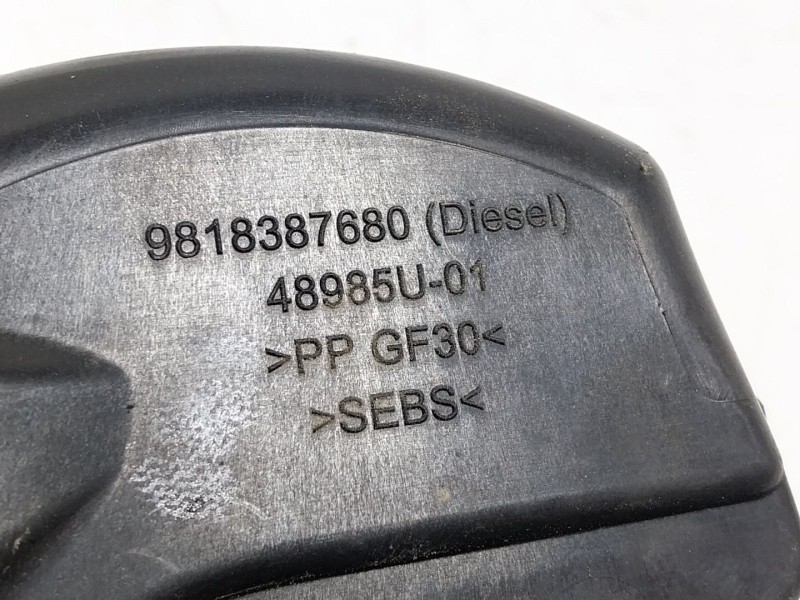 9818387680 (Diesel)
48985U-01
>PP GF30<
>SEBS<